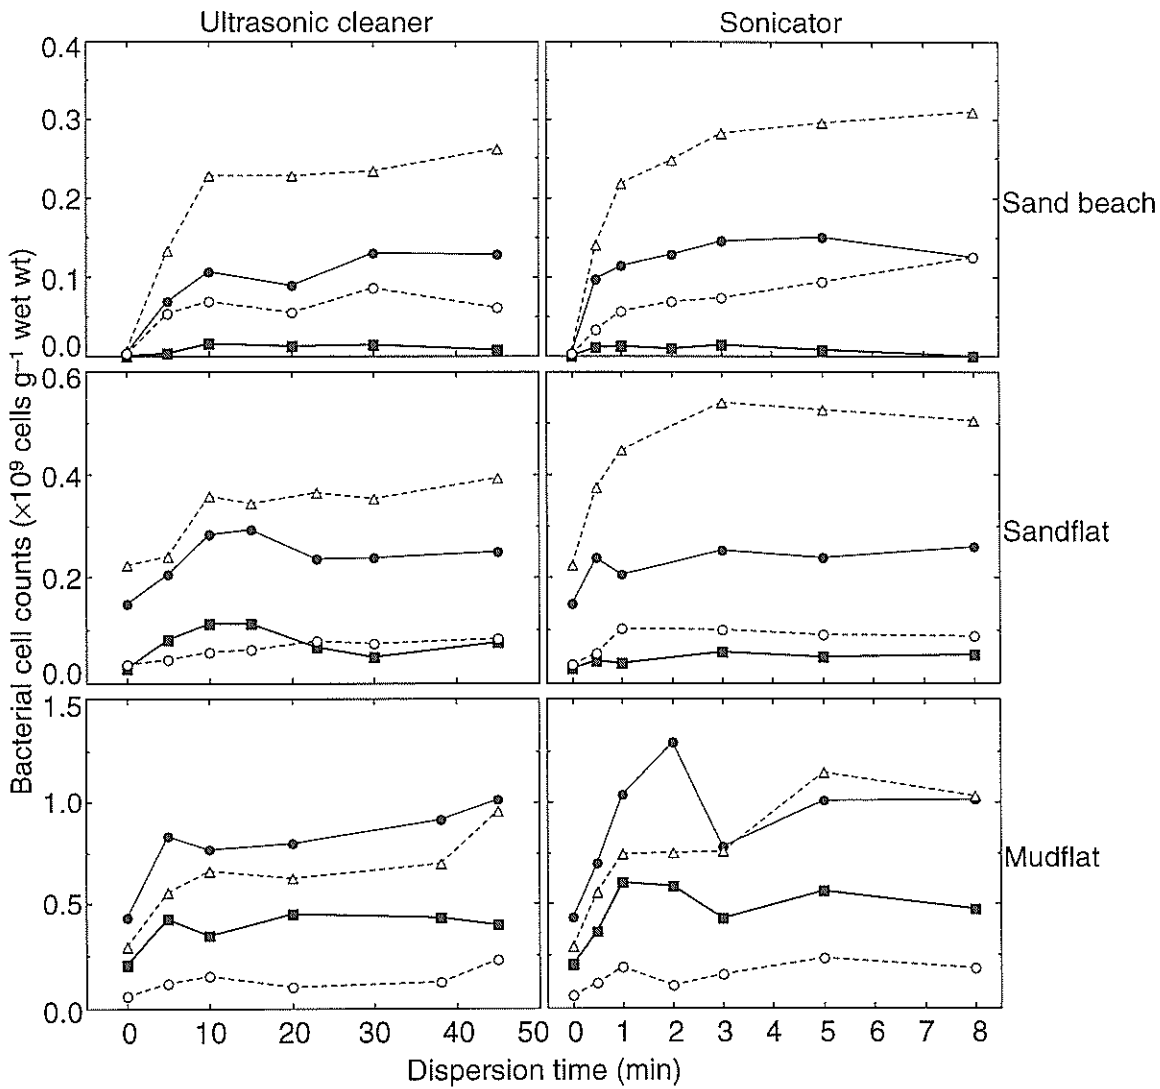 Ultrasonic cleaner Sonicator
0.4
0.3
0.2
0.1
0.0
Sand beach
0.6
0.4
0.2
0.0
Sandflat
1.5
1.0
0.5
0.0
Mudflat
Bacterial cell counts (×10⁹ cells g⁻¹ wet wt)
0 10 20 30 40 50 0 1 2 3 4 5 6 7 8
Dispersion time (min)